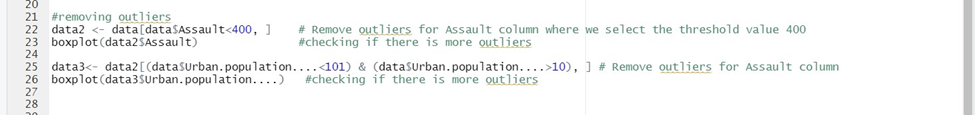 20
21 #removing outliers
22 data2 <- data[data$Assault<400, ] # Remove outliers for Assault column where we select the threshold value 400
23 boxplot(data2$Assault) #checking if there is more outliers
24
25 data3<- data2[(data$Urban.population....<101) & (data$Urban.population....>10), ] # Remove outliers for Assault column
26 boxplot(data3$Urban.population....) #checking if there is more outliers
27
28